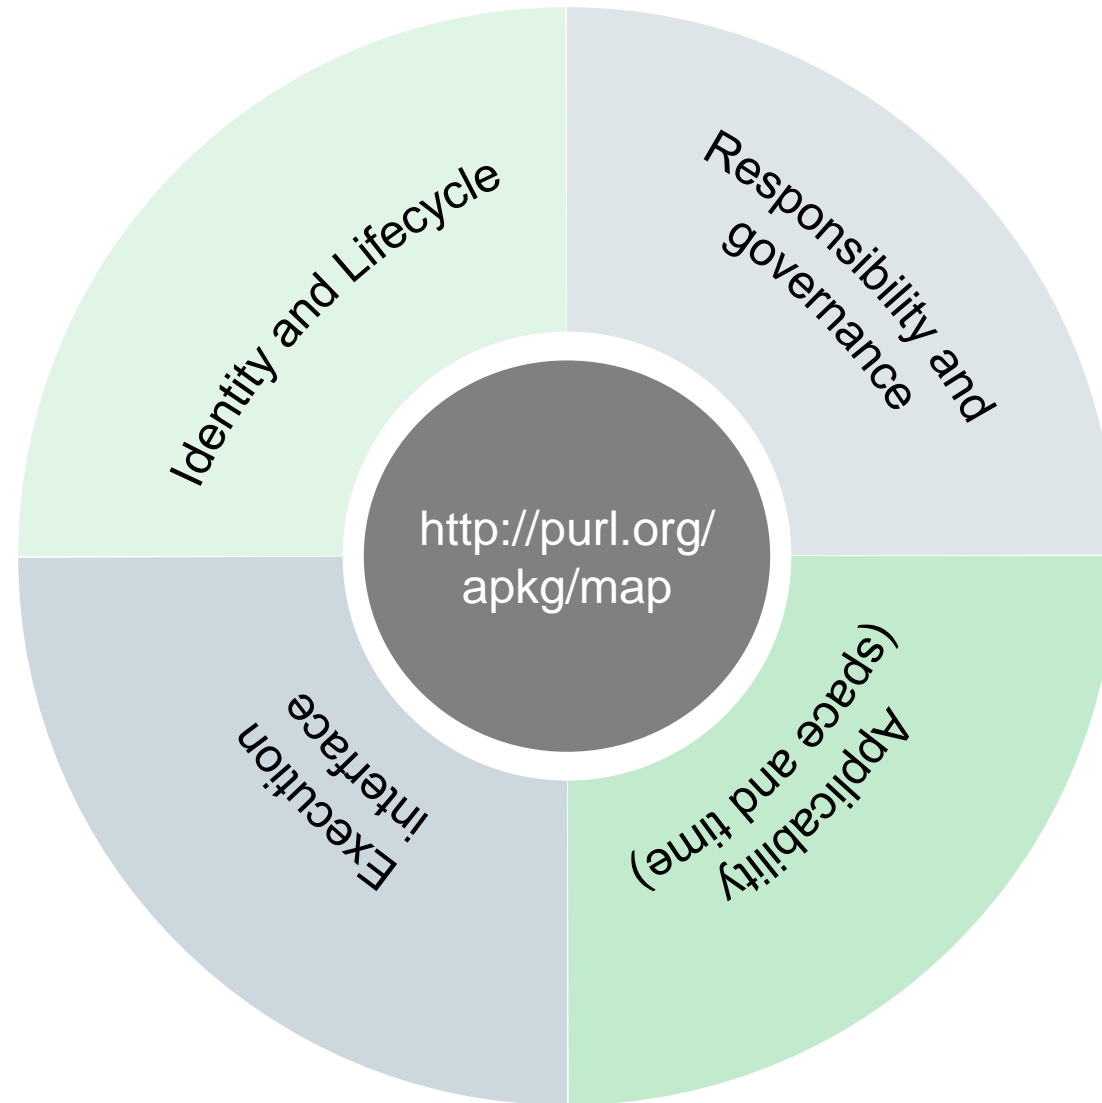 Identity and Lifecycle
Responsibility and
governance
http://purl.org/
apkg/map
Execution
interface
Applicability
(space and time)